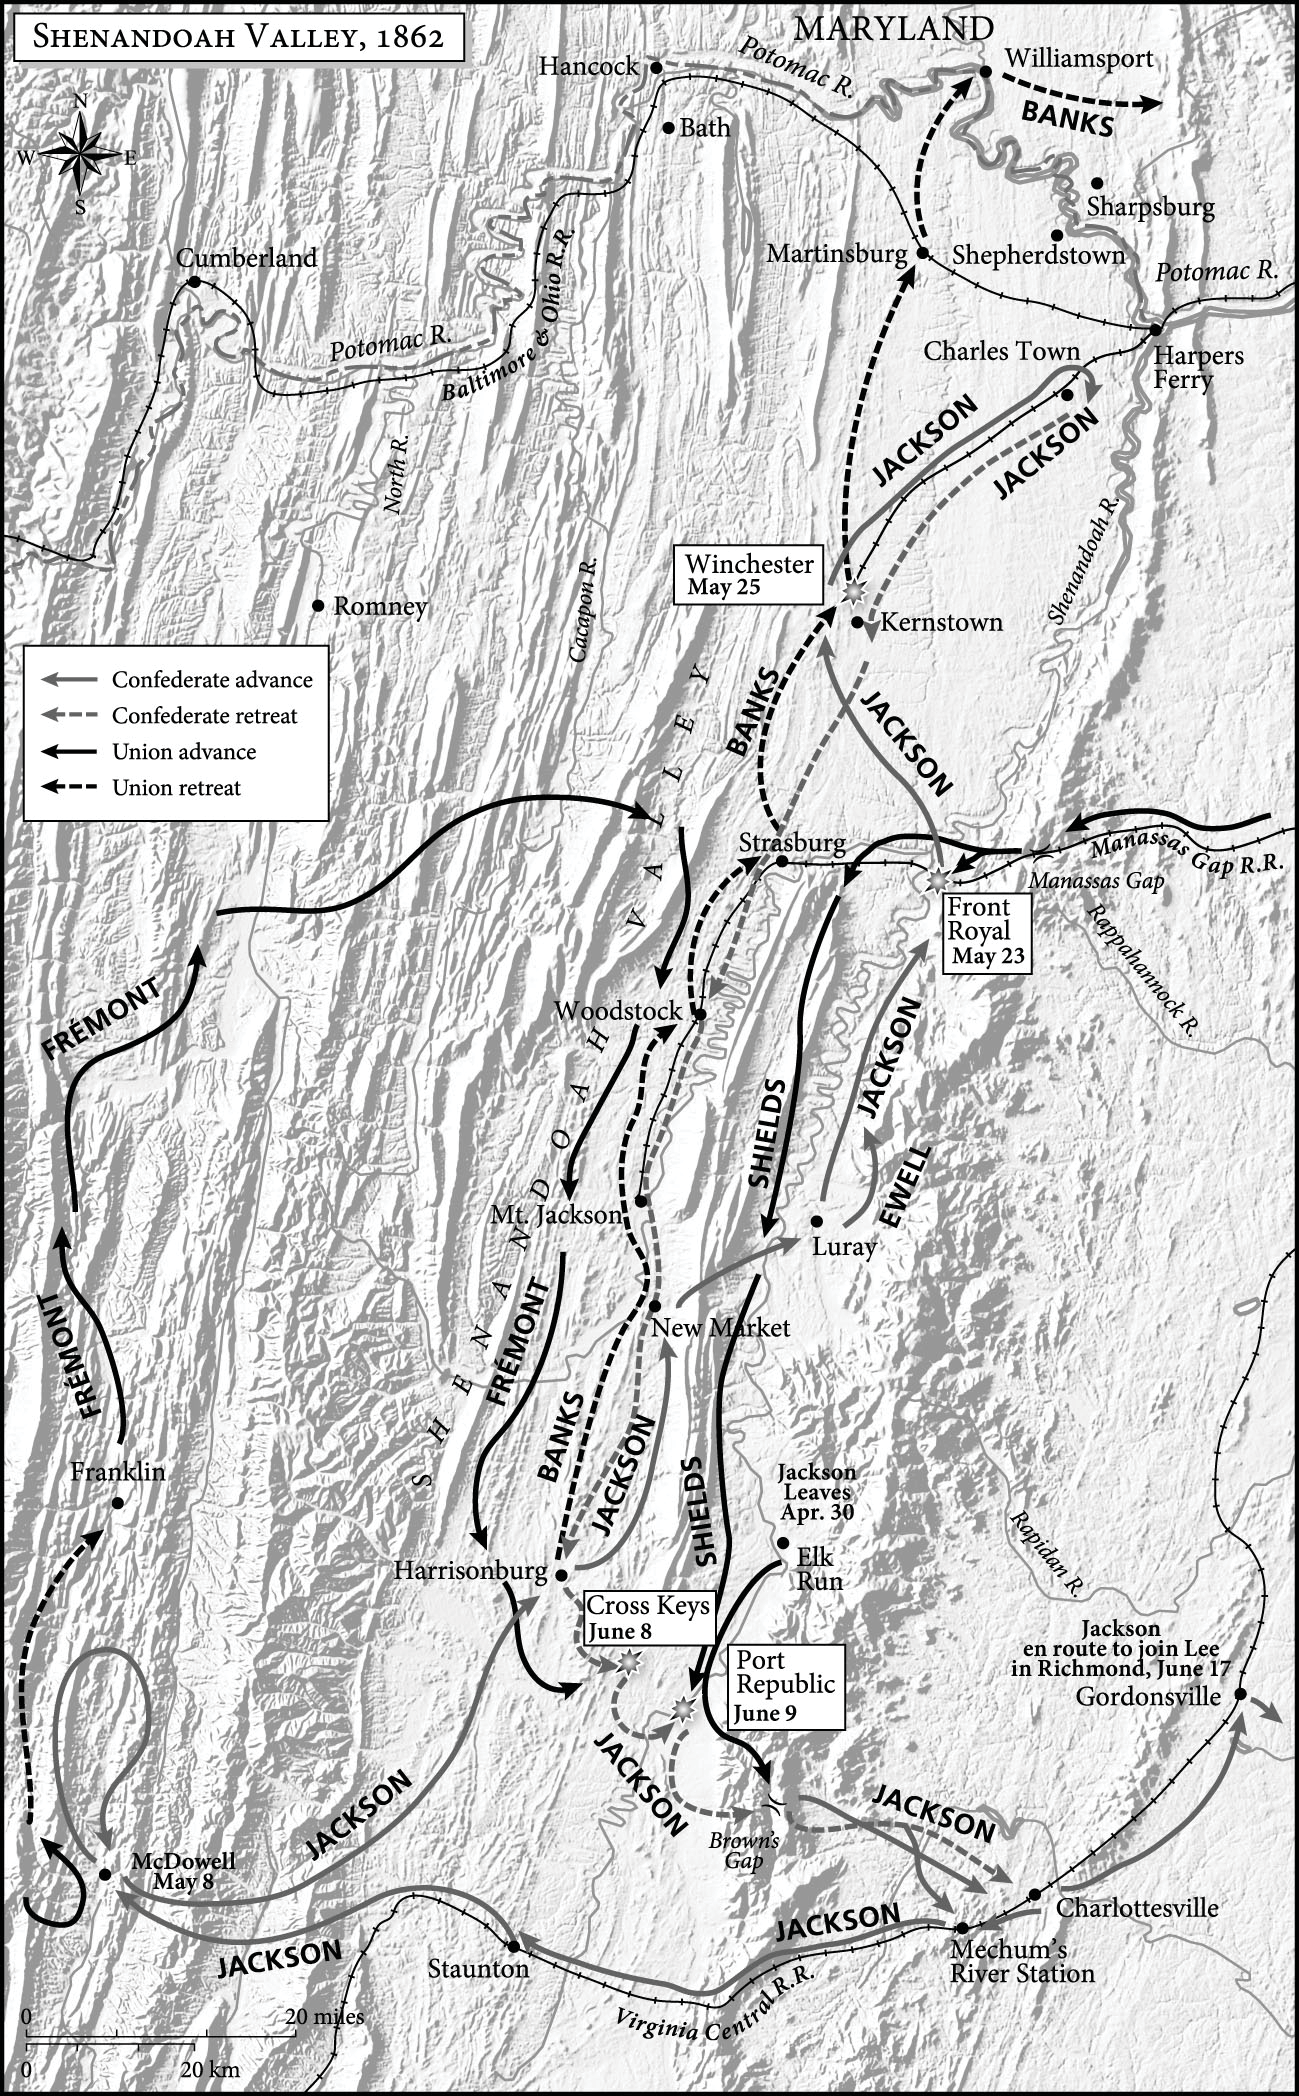 SHENANDOAH VALLEY, 1862
MARYLAND
Hancock
Potomac R.
Williamsport
BANKS
N
W
E
S
Bath
Sharpsburg
Cumberland
Martinsburg
Shepherdstown
Potomac R.
Baltimore & Ohio R.R.
Potomac R.
Charles Town
Harpers
Ferry
JACKSON
JACKSON
North R.
Shenandoah R.
Winchester
May 25
Cacapon R.
Romney
Kernstown
Confederate advance
Confederate retreat
Union advance
Union retreat
BANKS
JACKSON
SHENANDOAH VALLEY
Strasburg
Manassas Gap R.R.
Manassas Gap
Front
Royal
May 23
Rappahannock R.
FRÉMONT
Woodstock
JACKSON
SHIELDS
EWELL
Mt. Jackson
Luray
FRÉMONT
FRÉMONT
New Market
BANKS
JACKSON
SHIELDS
Franklin
Jackson
Leaves
Apr. 30
Rapidan R.
Harrisonburg
Elk
Run
Cross Keys
June 8
Jackson
en route to join Lee
in Richmond, June 17
Gordonsville
Port
Republic
June 9
JACKSON
JACKSON
JACKSON
Brown's
Gap
McDowell
May 8
Charlottesville
JACKSON
JACKSON
Staunton
Mechum's
River Station
Virginia Central R.R.
0
20 miles
0
20 km